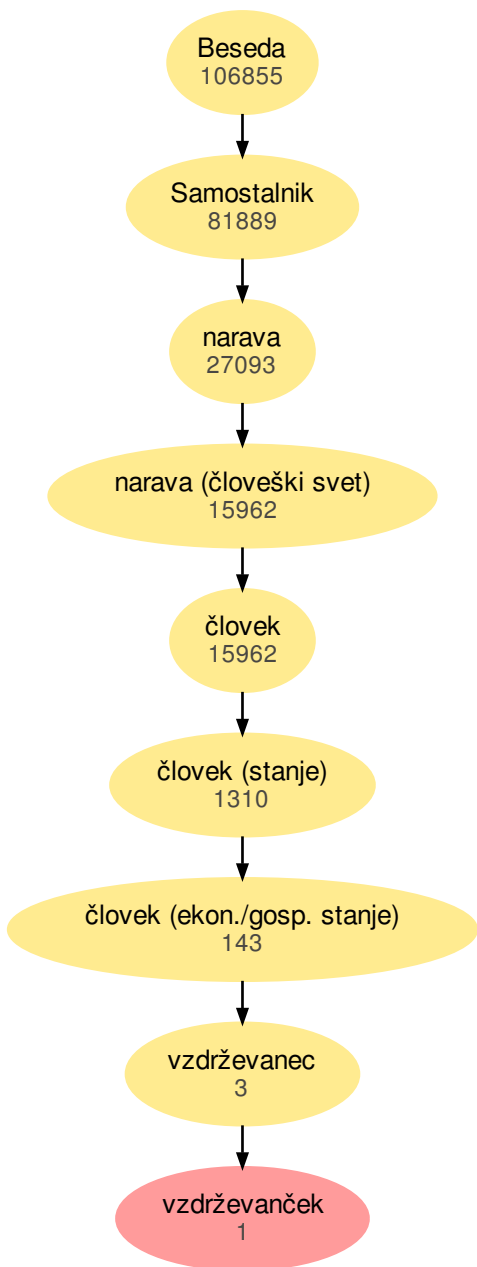 Beseda
106855
Samostalnik
81889
narava
27093
narava (človeški svet)
15962
človek
15962
človek (stanje)
1310
človek (ekon./gosp. stanje)
143
vzdrževanec
3
vzdrževanček
1